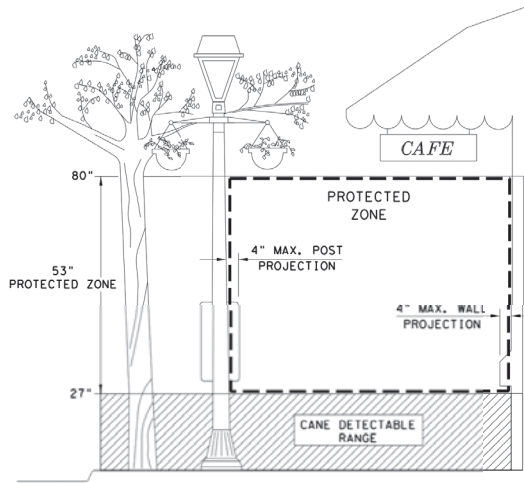 CAFE
80"
PROTECTED
ZONE
4" MAX. POST
PROJECTION
53"
PROTECTED ZONE
4" MAX. WALL
PROJECTION
27"
CANE DETECTABLE
RANGE